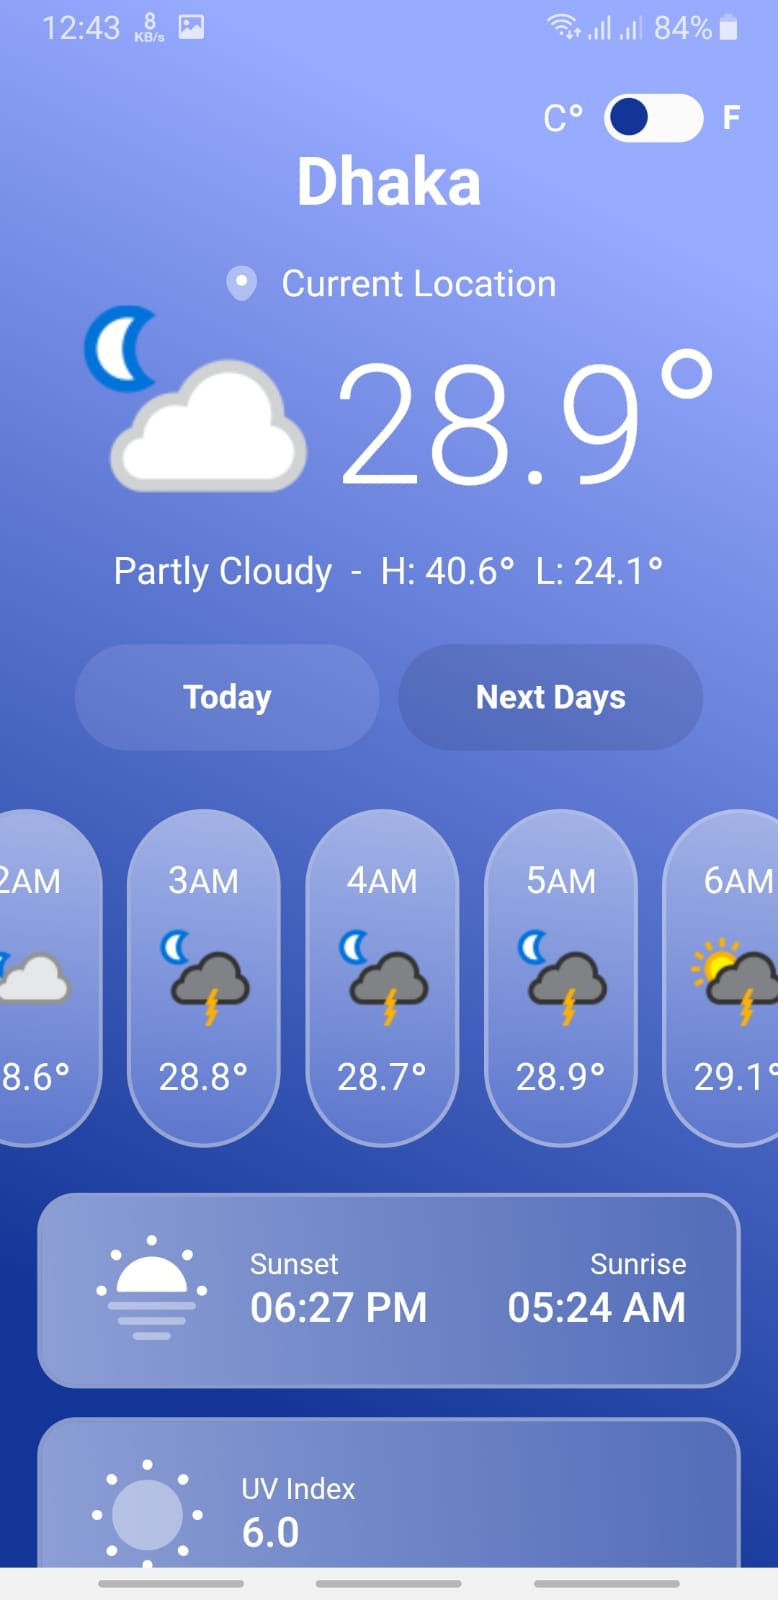 12:43 8 KB/s 84%
C° F
Dhaka
Current Location
28.9°
Partly Cloudy - H: 40.6° L: 24.1°
Today Next Days
2AM 3AM 4AM 5AM 6AM
8.6° 28.8° 28.7° 28.9° 29.1°
Sunset Sunrise
06:27 PM 05:24 AM
UV Index
6.0